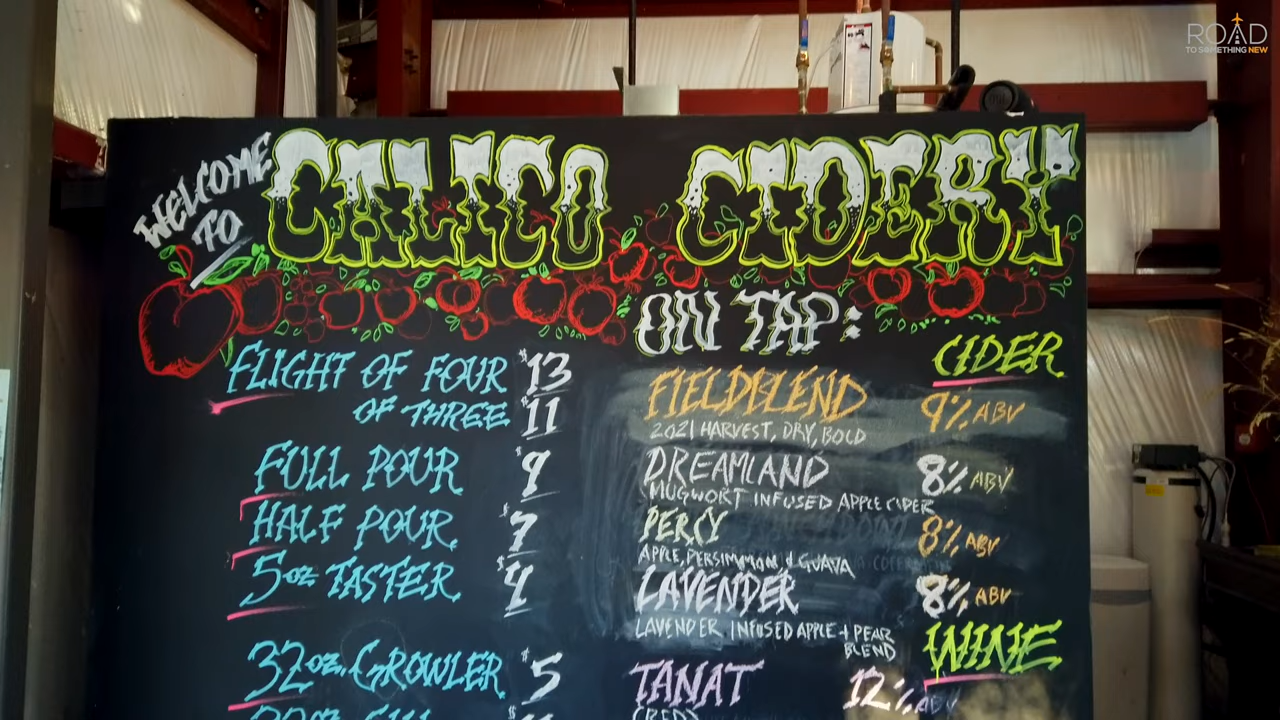 ROAD
TO SOMETHING NEW
WELCOME
TO
CALICO CIDERY
ON TAP:
FLIGHT OF FOUR $13
OF THREE $11
FULL POUR $9
HALF POUR $7
5oz TASTER $4
32oz. GROWLER $5
CIDER
FIELDBLEND 9% ABV
2021 HARVEST, DRY, BOLD
DREAMLAND 8% ABV
MUGWORT INFUSED APPLE CIDER
PERCY 8% ABV
APPLE, PERSIMMON, & GUAVA
LAVENDER 8% ABV
LAVENDER INFUSED APPLE + PEAR
BLEND
WINE
TANAT 12% ABV
(RED)